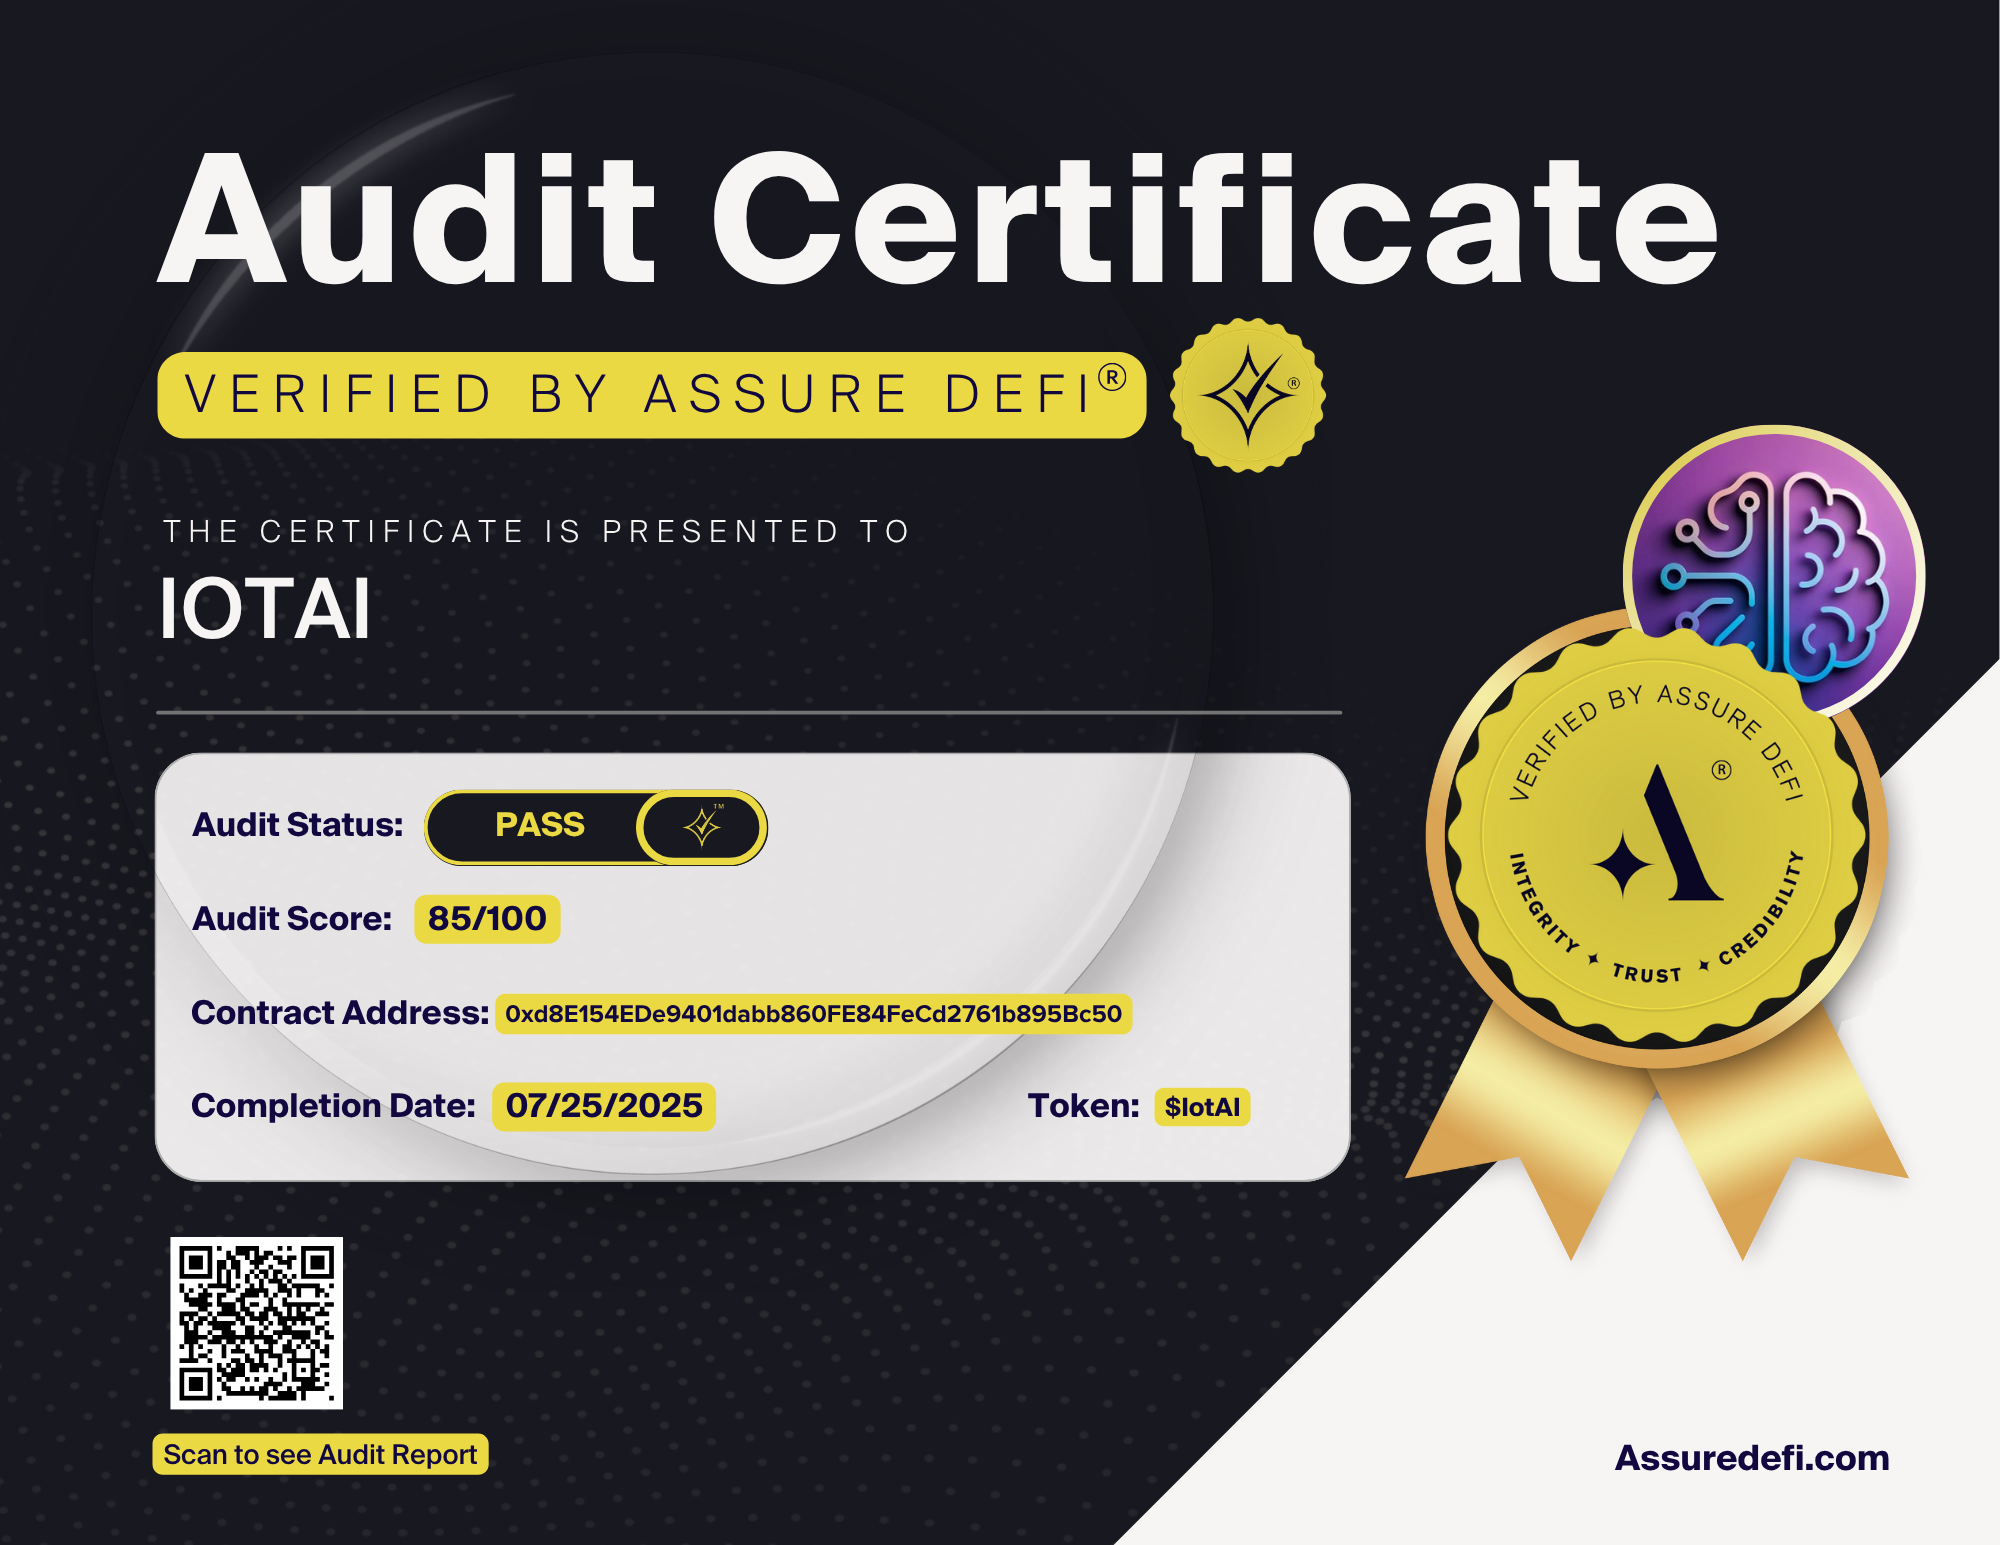 Audit Certificate
VERIFIED BY ASSURE DEFI®
®
THE CERTIFICATE IS PRESENTED TO
IOTAI
Audit Status: PASS ™
Audit Score: 85/100
Contract Address: 0xd8E154EDe9401dabb860FE84FeCd2761b895Bc50
Completion Date: 07/25/2025 Token: $IotAI
VERIFIED BY ASSURE DEFI
®
A
INTEGRITY ✦ TRUST ✦ CREDIBILITY
Scan to see Audit Report
Assuredefi.com